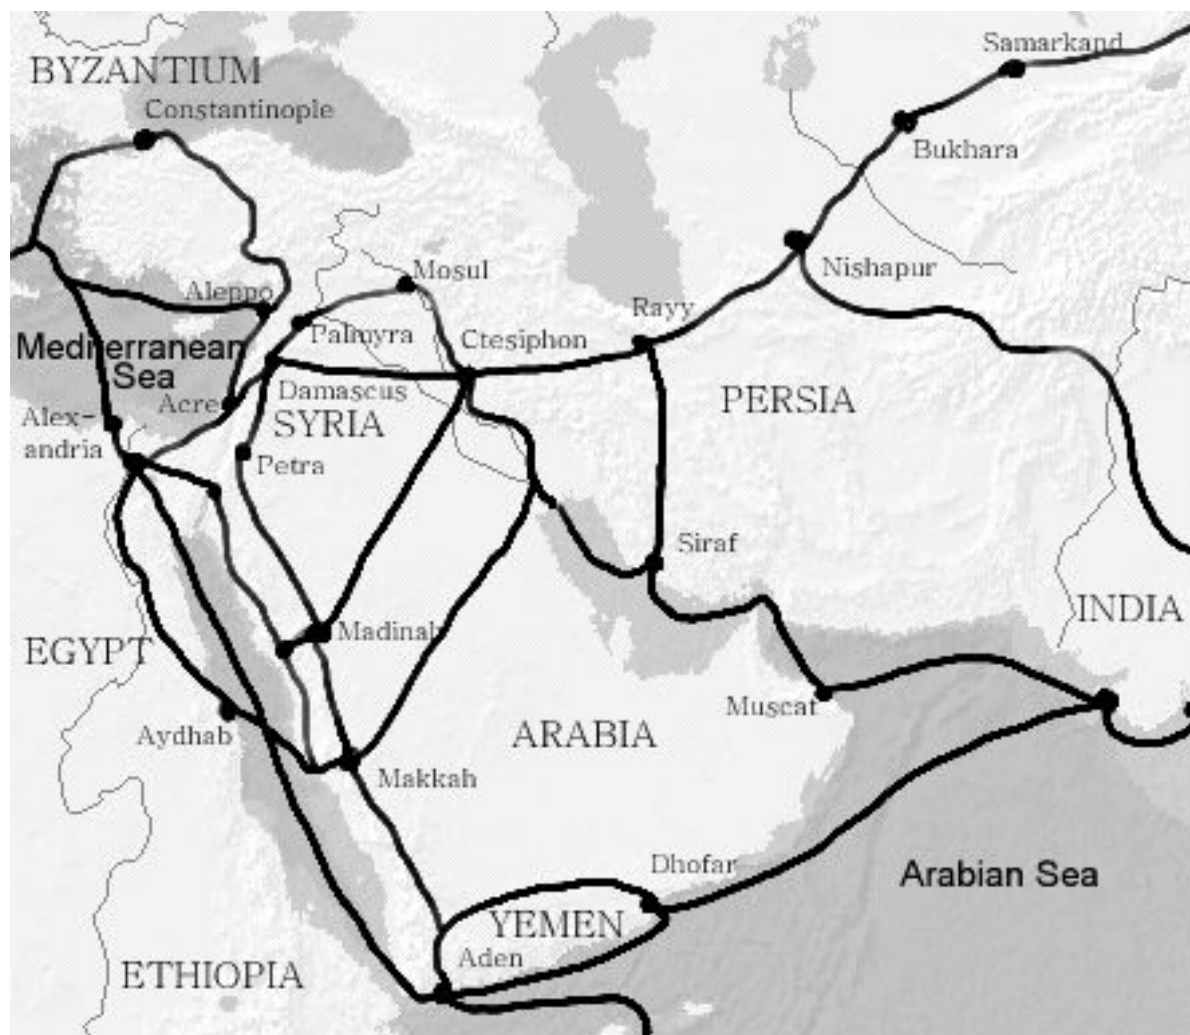 Samarkand
BYZANTIUM
Constantinople
Bukhara
Nishapur
Mosul
Aleppo
Rayy
Palmyra
Ctesiphon
Mediterranean
Sea
Damascus
PERSIA
Acre
SYRIA
Alex-
andria
Petra
Siraf
INDIA
Madinah
EGYPT
Muscat
Aydhab
ARABIA
Makkah
Dhofar
Arabian Sea
YEMEN
Aden
ETHIOPIA